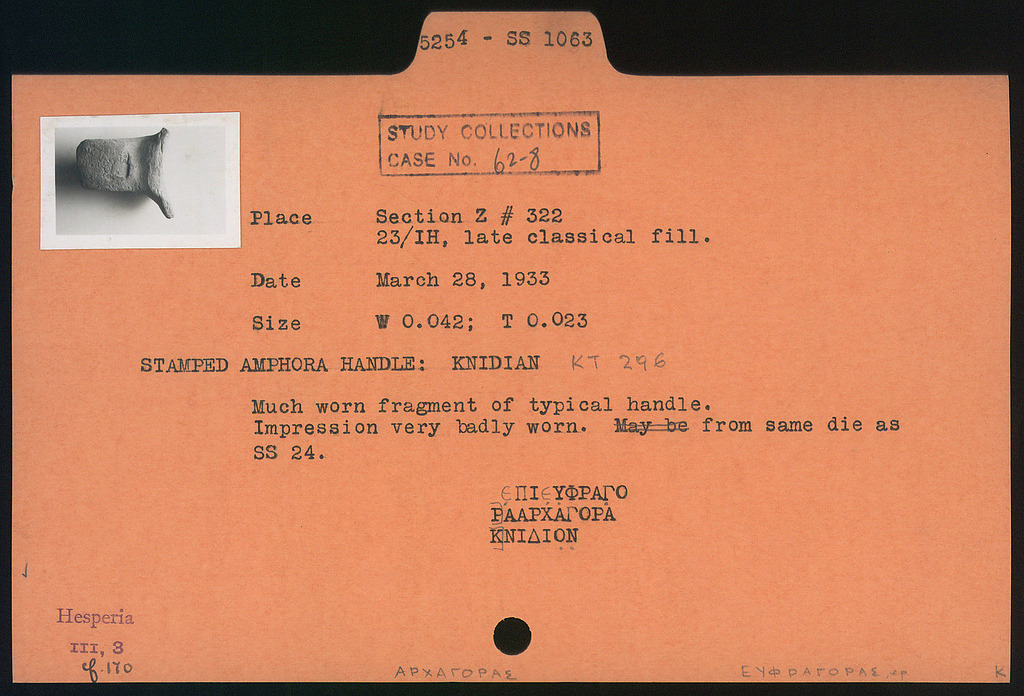 5254 - SS 1063
STUDY COLLECTIONS
CASE No. 62-8
Place Section Z # 322
23/IH, late classical fill.
Date March 28, 1933
Size W 0.042; T 0.023
STAMPED AMPHORA HANDLE: KNIDIAN KT 296
Much worn fragment of typical handle.
Impression very badly worn. May be from same die as
SS 24.
ЄΠΙЄΥΦΡΑΓΟ
ΡΑΑΡΧΑΓΟΡΑ
ΚΝΙΔΙΟΝ
Hesperia
III, 3
cf. 170
ΑΡΧΑΓΟΡΑΣ ΕΥΦΡΑΓΟΡΑΣ, ep K